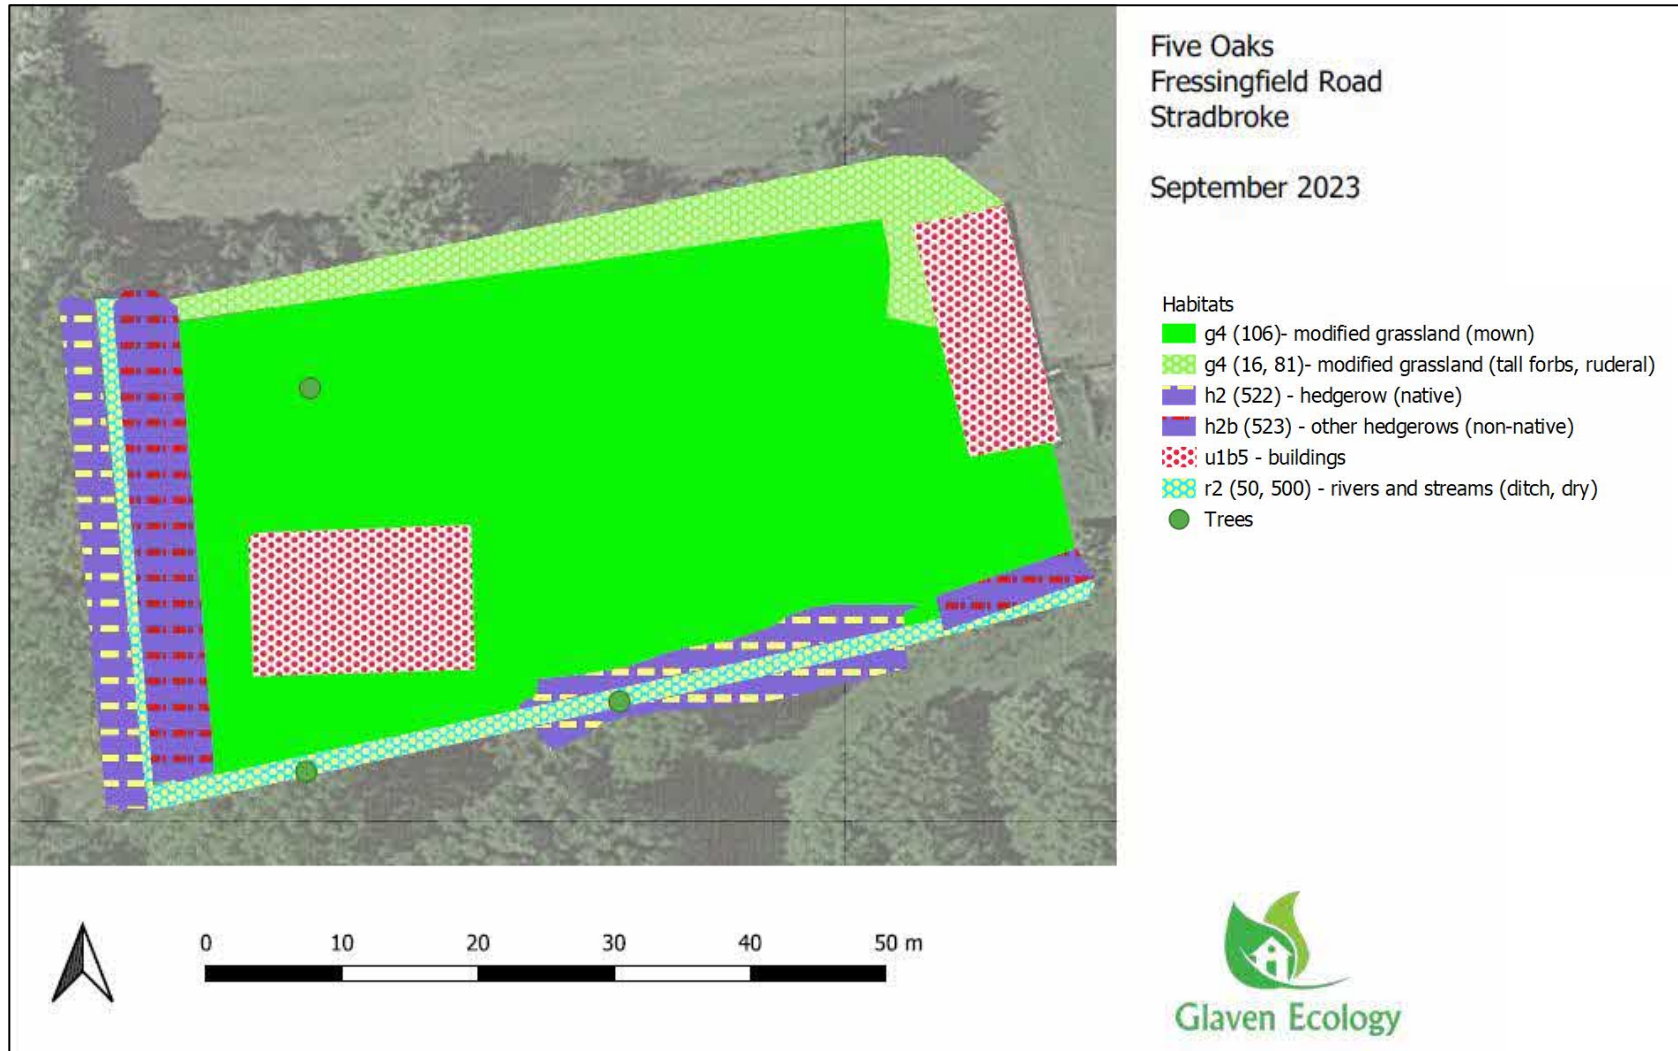 Five Oaks
Fressingfield Road
Stradbroke
September 2023
Habitats
g4 (106)- modified grassland (mown)
g4 (16, 81)- modified grassland (tall forbs, ruderal)
h2 (522) - hedgerow (native)
h2b (523) - other hedgerows (non-native)
u1b5 - buildings
r2 (50, 500) - rivers and streams (ditch, dry)
Trees
0 10 20 30 40 50 m
Glaven Ecology